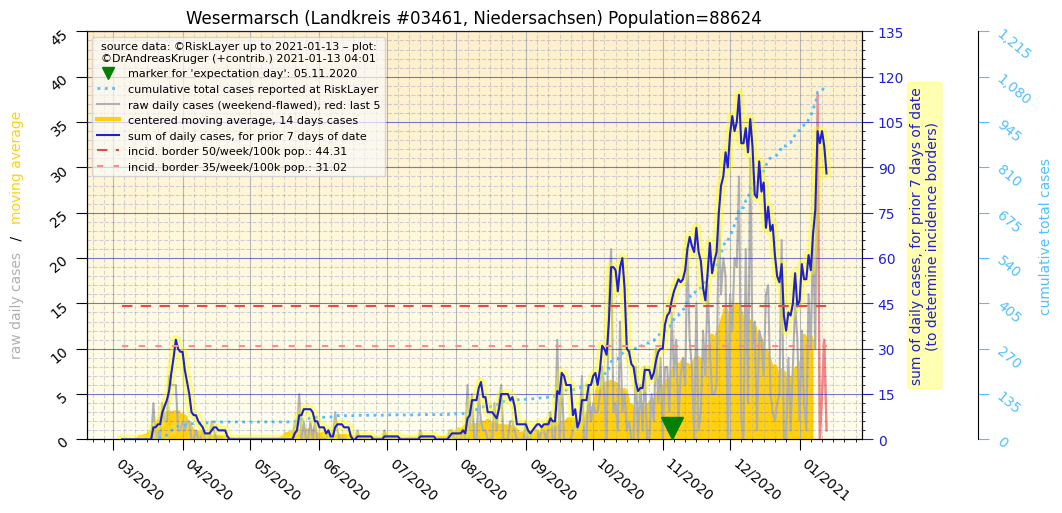 Wesermarsch (Landkreis #03461, Niedersachsen) Population=88624
source data: ©RiskLayer up to 2021-01-13 – plot:
©DrAndreasKruger (+contrib.) 2021-01-13 04:01
marker for 'expectation day': 05.11.2020
cumulative total cases reported at RiskLayer
raw daily cases (weekend-flawed), red: last 5
centered moving average, 14 days cases
sum of daily cases, for prior 7 days of date
incid. border 50/week/100k pop.: 44.31
incid. border 35/week/100k pop.: 31.02
raw daily cases / moving average
45
40
35
30
25
20
15
10
5
0
03/2020
04/2020
05/2020
06/2020
07/2020
08/2020
09/2020
10/2020
11/2020
12/2020
01/2021
135
120
105
90
75
60
45
30
15
0
sum of daily cases, for prior 7 days of date
(to determine incidence borders)
1,215
1,080
945
810
675
540
405
270
135
0
cumulative total cases